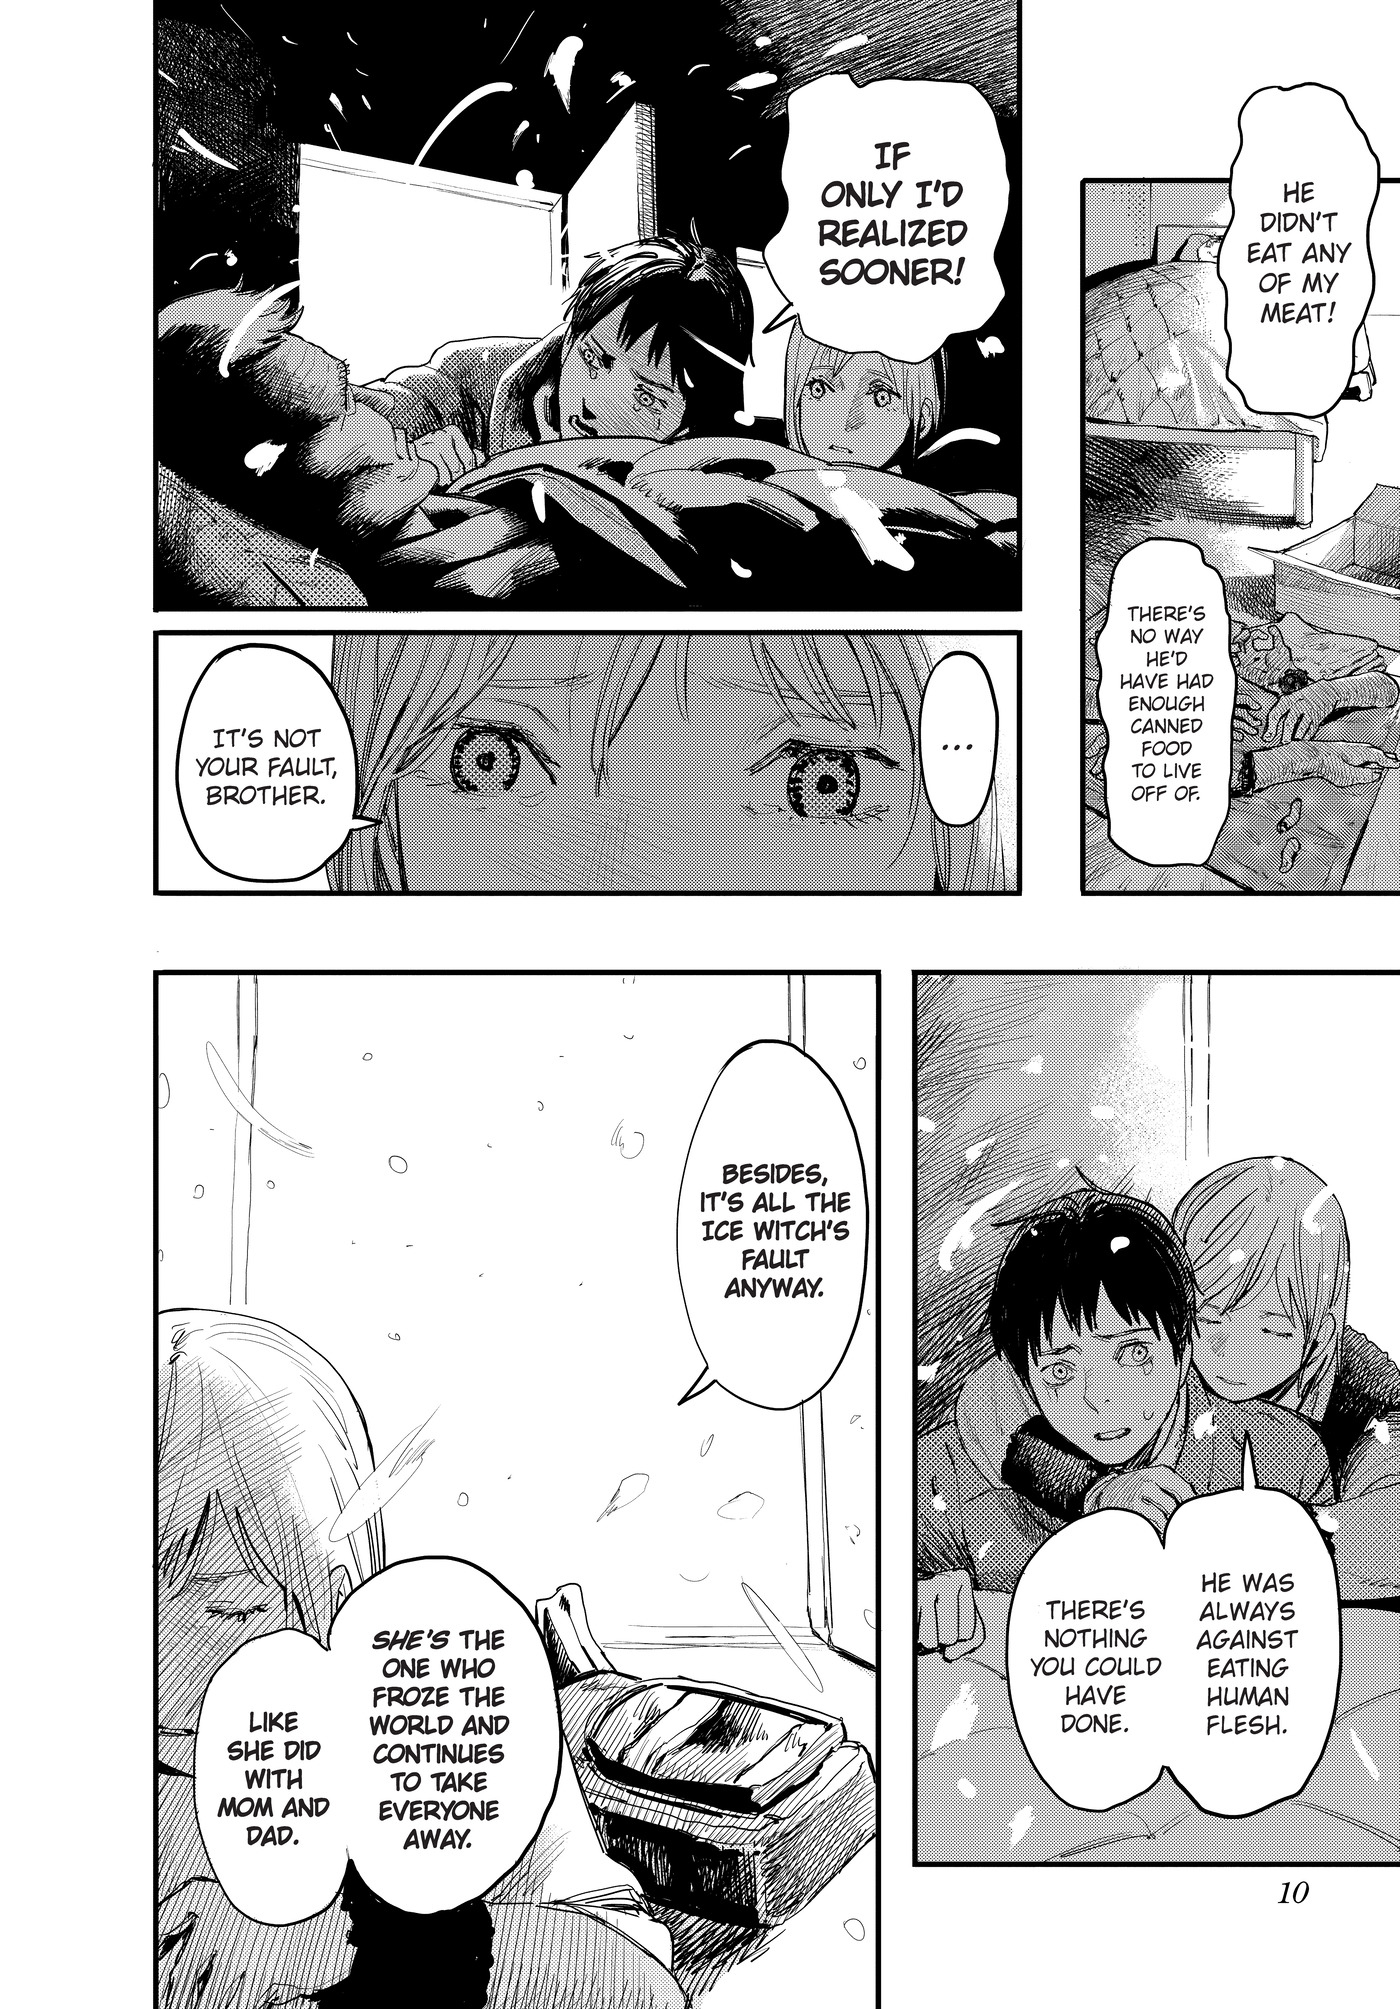 HE
DIDN'T
EAT ANY
OF MY
MEAT!
THERE'S
NO WAY
HE'D
HAVE HAD
ENOUGH
CANNED
FOOD
TO LIVE
OFF OF.
IF
ONLY I'D
REALIZED
SOONER!
...
IT'S NOT
YOUR FAULT,
BROTHER.
HE WAS
ALWAYS
AGAINST
EATING
HUMAN
FLESH.
THERE'S
NOTHING
YOU COULD
HAVE
DONE.
BESIDES,
IT'S ALL THE
ICE WITCH'S
FAULT
ANYWAY.
SHE'S THE
ONE WHO
FROZE THE
WORLD AND
CONTINUES
TO TAKE
EVERYONE
AWAY.
LIKE
SHE DID
WITH
MOM AND
DAD.
10